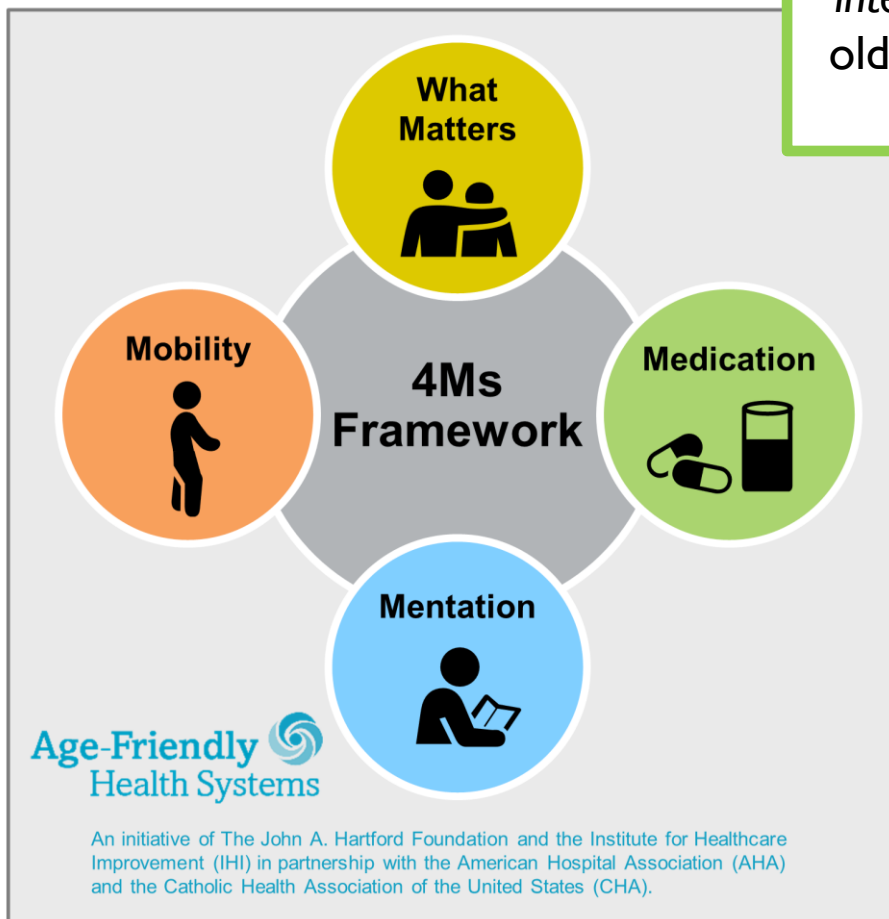 old
What
Matters
Mobility
Medication
4Ms
Framework
Mentation
Age-Friendly
Health Systems
An initiative of The John A. Hartford Foundation and the Institute for Healthcare
Improvement (IHI) in partnership with the American Hospital Association (AHA)
and the Catholic Health Association of the United States (CHA).